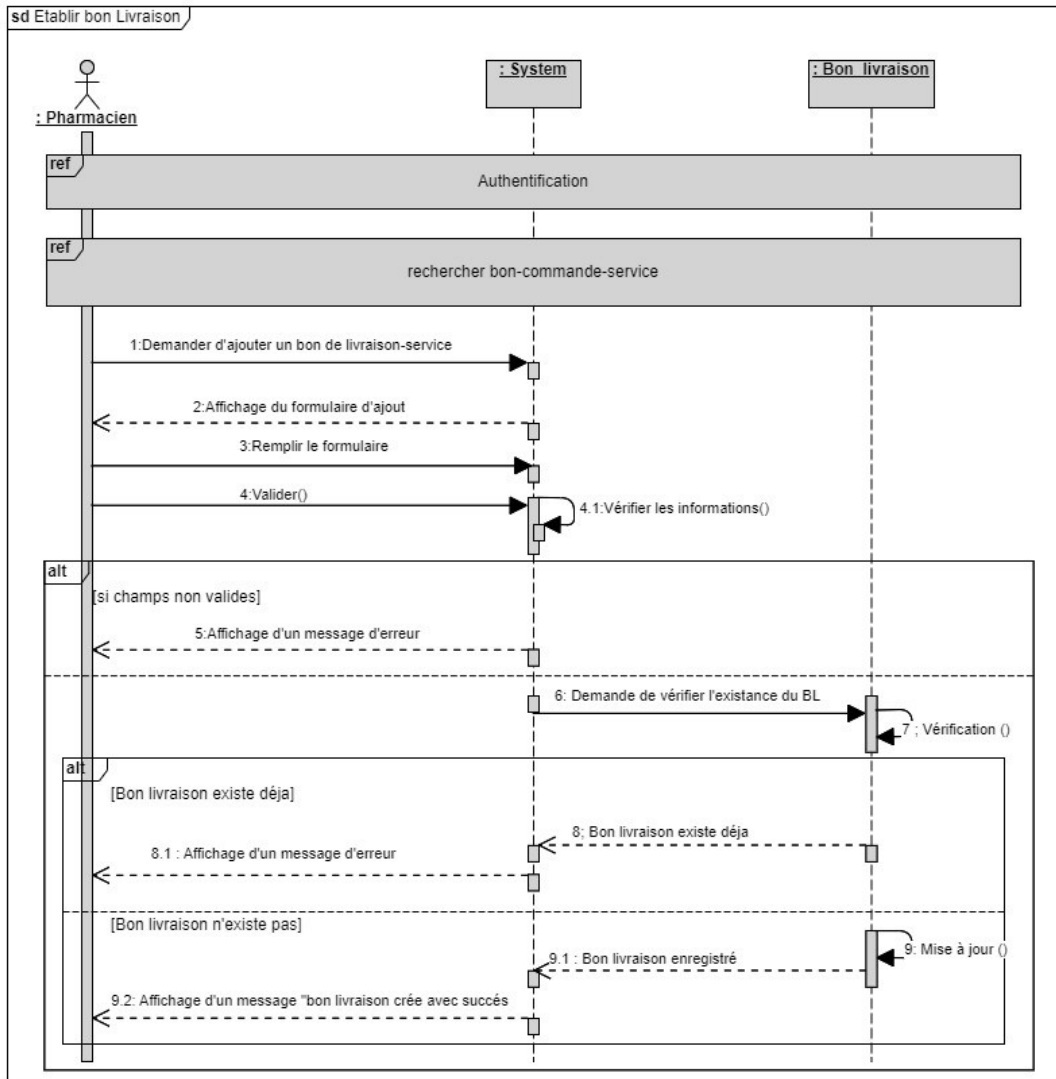 sd Etablir bon Livraison
: Pharmacien
: System
: Bon_livraison
ref
Authentification
ref
rechercher bon-commande-service
1:Demander d'ajouter un bon de livraison-service
2:Affichage du formulaire d'ajout
3:Remplir le formulaire
4:Valider()
4.1:Vérifier les informations()
alt
[si champs non valides]
5:Affichage d'un message d'erreur
6: Demande de vérifier l'existance du BL
7 ; Vérification ()
alt
[Bon livraison existe déja]
8; Bon livraison existe déja
8.1 : Affichage d'un message d'erreur
[Bon livraison n'existe pas]
9: Mise à jour ()
9.1 : Bon livraison enregistré
9.2: Affichage d'un message "bon livraison crée avec succés